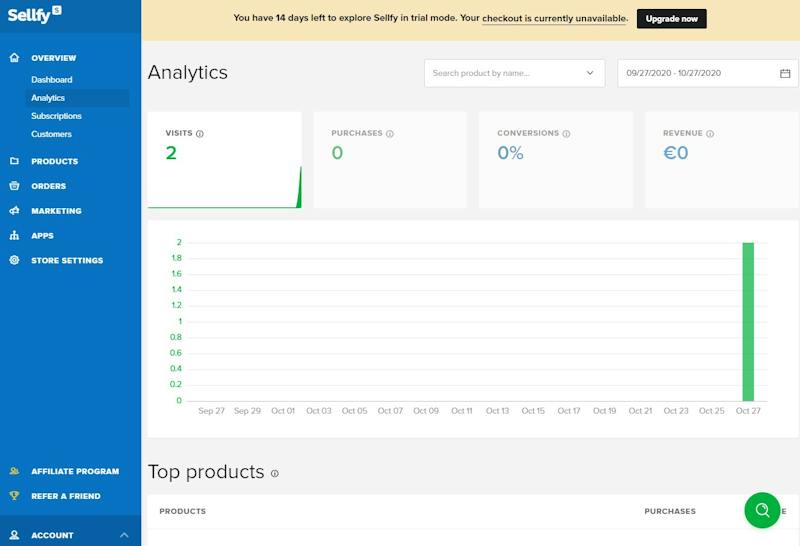 Sellfy S
You have 14 days left to explore Sellfy in trial mode. Your checkout is currently unavailable. Upgrade now
OVERVIEW
Dashboard
Analytics
Subscriptions
Customers
PRODUCTS
ORDERS
MARKETING
APPS
STORE SETTINGS
AFFILIATE PROGRAM
REFER A FRIEND
ACCOUNT
Analytics
Search product by name...
09/27/2020 - 10/27/2020
VISITS
2
PURCHASES
0
CONVERSIONS
0%
REVENUE
€0
2
1.8
1.6
1.4
1.2
1
0.8
0.6
0.4
0.2
0
Sep 27 Sep 29 Oct 01 Oct 03 Oct 05 Oct 07 Oct 09 Oct 11 Oct 13 Oct 15 Oct 17 Oct 19 Oct 21 Oct 23 Oct 25 Oct 27
Top products
PRODUCTS PURCHASES